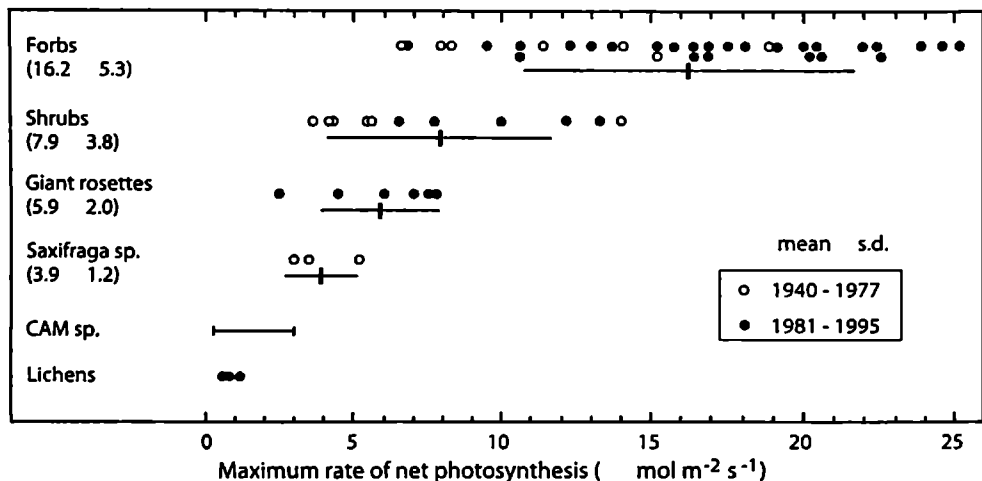 Forbs
(16.2 5.3)
Shrubs
(7.9 3.8)
Giant rosettes
(5.9 2.0)
Saxifraga sp.
(3.9 1.2)
CAM sp.
Lichens
mean s.d.
1940 - 1977
1981 - 1995
0 5 10 15 20 25
Maximum rate of net photosynthesis ( mol m⁻² s⁻¹)